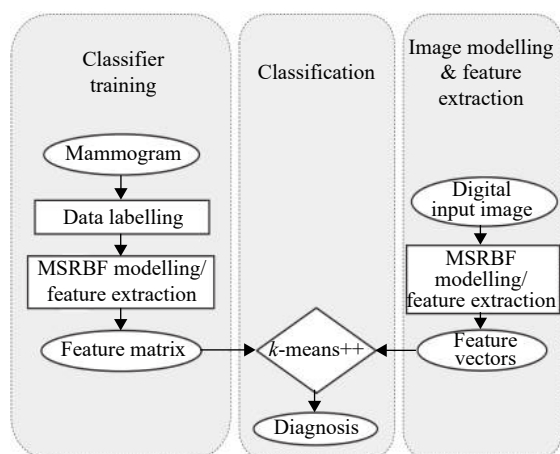 Classifier
training
Mammogram
Data labelling
MSRBF modelling/
feature extraction
Feature matrix
Classification
k-means++
Diagnosis
Image modelling
& feature
extraction
Digital
input image
MSRBF
modelling/
feature extraction
Feature
vectors